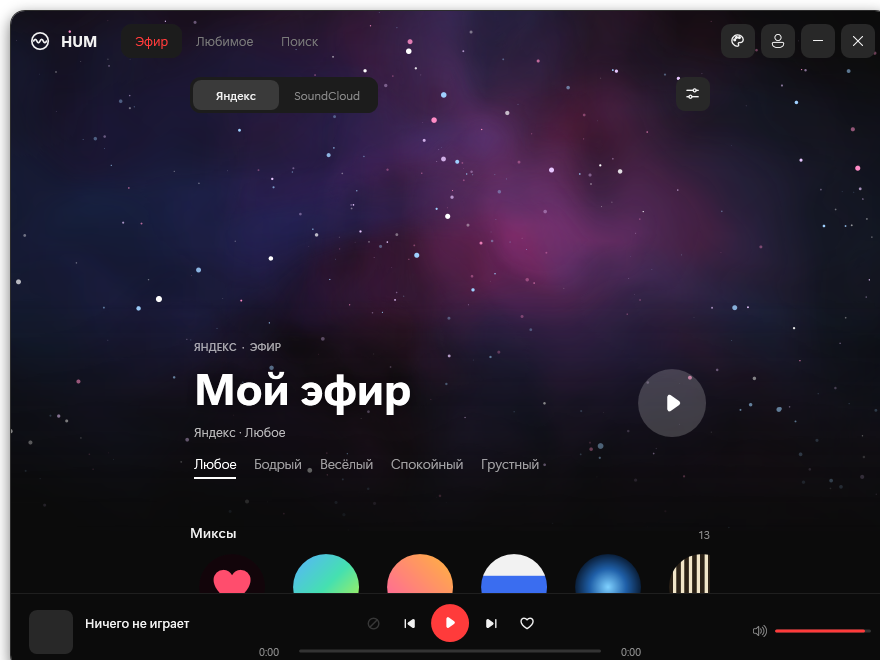 HUM Эфир Любимое Поиск
Яндекс SoundCloud
ЯНДЕКС · ЭФИР
Мой эфир
Яндекс · Любое
Любое Бодрый Весёлый Спокойный Грустный
Миксы 13
Ничего не играет
0:00 0:00